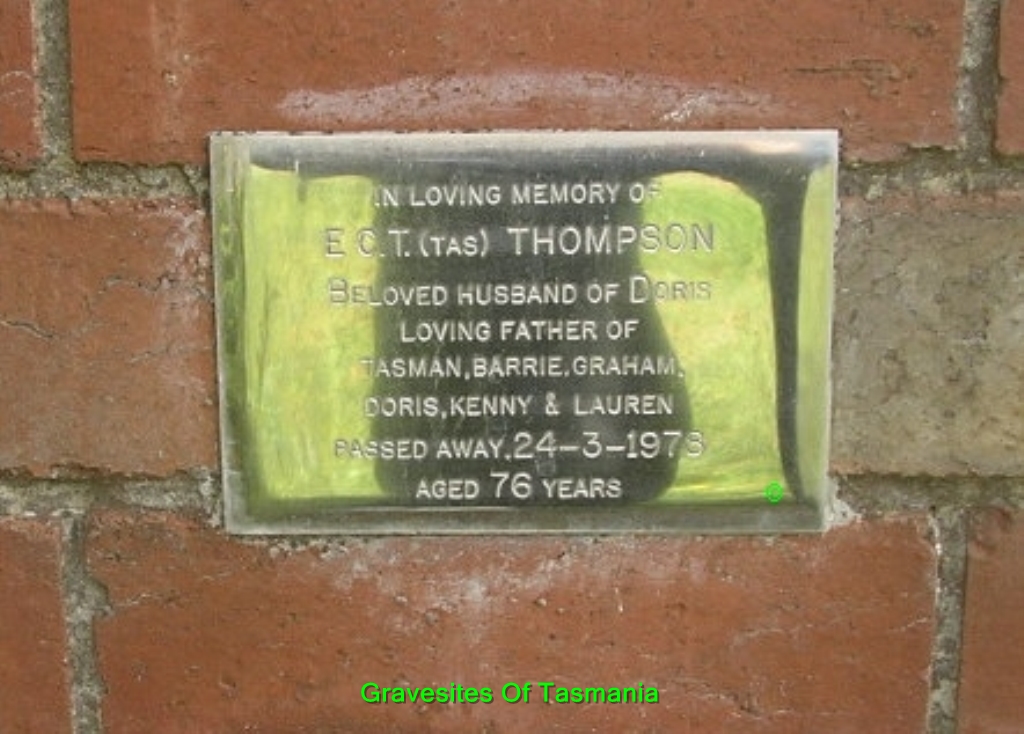 IN LOVING MEMORY OF
E.C.T. (TAS) THOMPSON
BELOVED HUSBAND OF DORIS
LOVING FATHER OF
TASMAN, BARRIE, GRAHAM,
DORIS, KENNY & LAUREN
PASSED AWAY, 24-3-1978
AGED 76 YEARS
©
Gravesites Of Tasmania